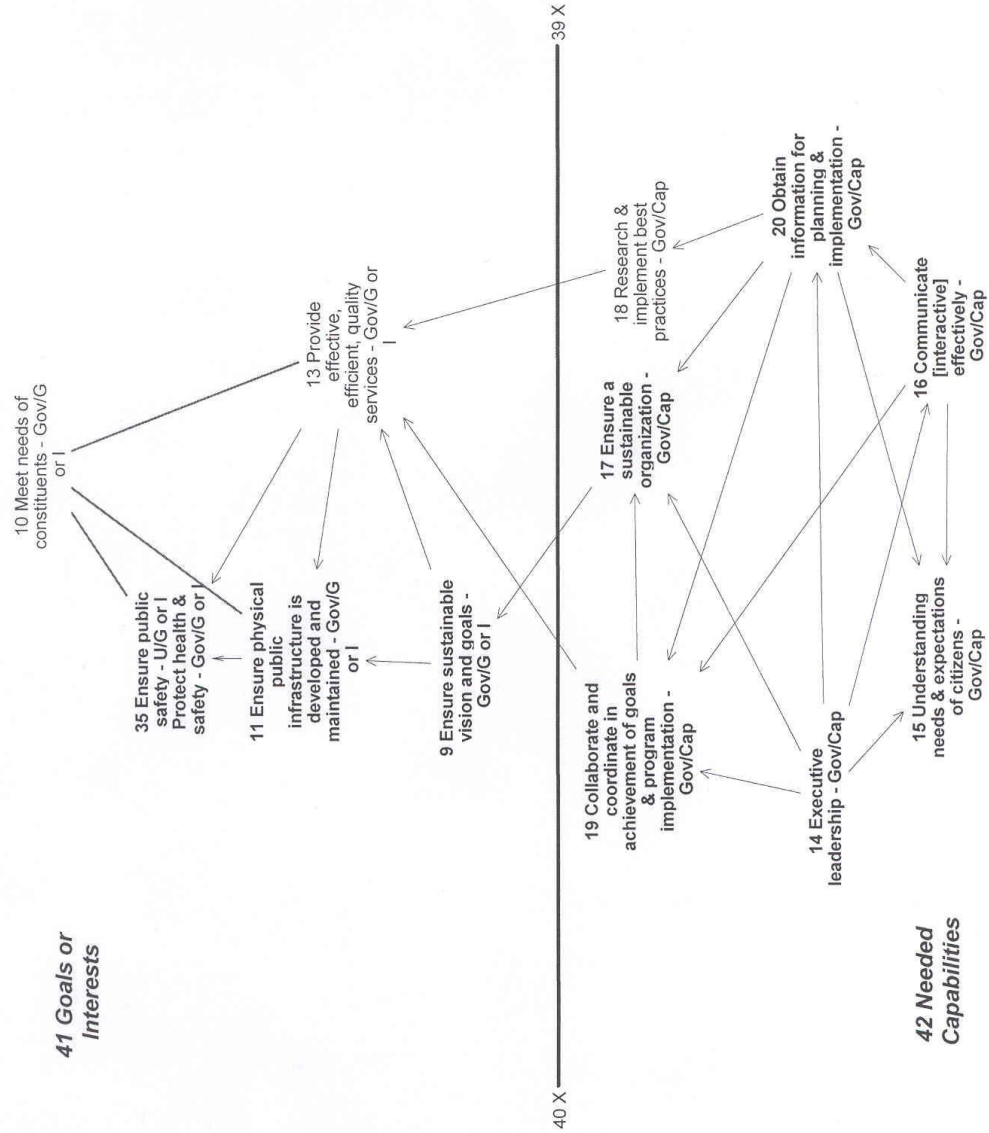 41 Goals or
Interests
10 Meet needs of
constituents - Gov/G
or I
35 Ensure public
safety - U/G or I
Protect health &
safety - Gov/G or I
11 Ensure physical
public
infrastructure is
developed and
maintained - Gov/G
or I
13 Provide
effective,
efficient, quality
services - Gov/G or
I
9 Ensure sustainable
vision and goals -
Gov/G or I
40 X
39 X
19 Collaborate and
coordinate in
achievement of goals
& program
implementation -
Gov/Cap
17 Ensure a
sustainable
organization -
Gov/Cap
18 Research &
implement best
practices - Gov/Cap
14 Executive
leadership - Gov/Cap
20 Obtain
information for
planning &
implementation -
Gov/Cap
15 Understanding
needs & expectations
of citizens -
Gov/Cap
16 Communicate
[interactive]
effectively -
Gov/Cap
42 Needed
Capabilities